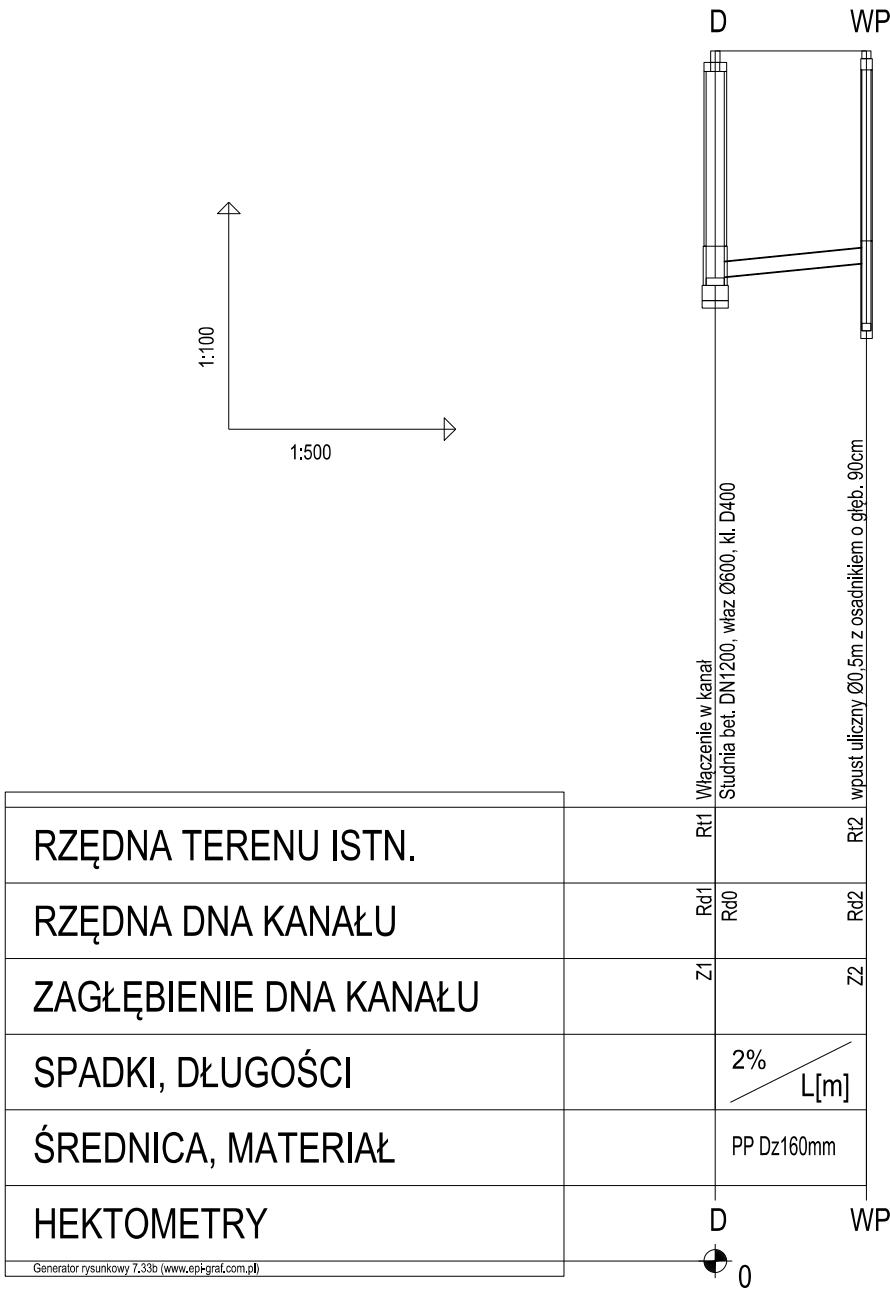 D WP
1:100
1:500
Włączenie w kanał
Studnia bet. DN1200, właz Ø600, kl. D400
wpust uliczny Ø0,5m z osadnikiem o głęb. 90cm
RZĘDNA TERENU ISTN. Rt1 Rt2
RZĘDNA DNA KANAŁU Rd1 Rd0 Rd2
ZAGŁĘBIENIE DNA KANAŁU Z1 Z2
SPADKI, DŁUGOŚCI 2% L[m]
ŚREDNICA, MATERIAŁ PP Dz160mm
HEKTOMETRY D WP
Generator rysunkowy 7.33b (www.epi-graf.com.pl)
0